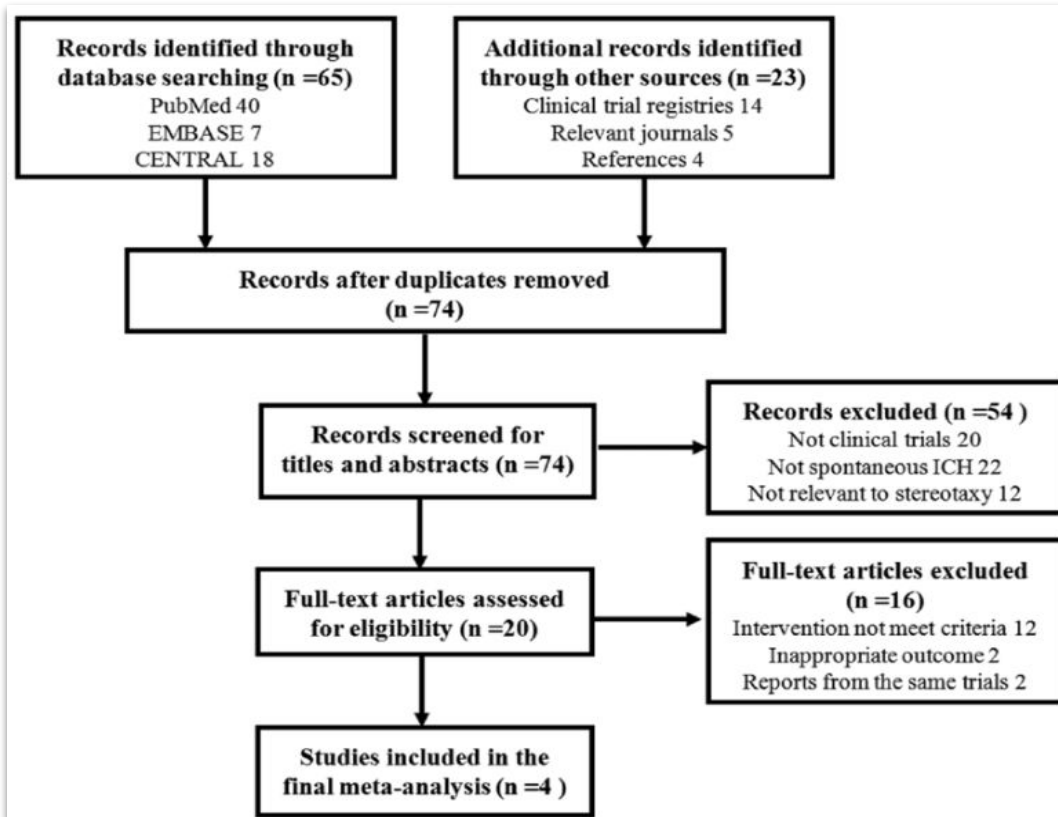 Records identified through
database searching (n =65)
PubMed 40
EMBASE 7
CENTRAL 18
Additional records identified
through other sources (n =23)
Clinical trial registries 14
Relevant journals 5
References 4
Records after duplicates removed
(n =74)
Records screened for
titles and abstracts (n =74)
Records excluded (n =54 )
Not clinical trials 20
Not spontaneous ICH 22
Not relevant to stereotaxy 12
Full-text articles assessed
for eligibility (n =20)
Full-text articles excluded
(n =16)
Intervention not meet criteria 12
Inappropriate outcome 2
Reports from the same trials 2
Studies included in the
final meta-analysis (n =4 )